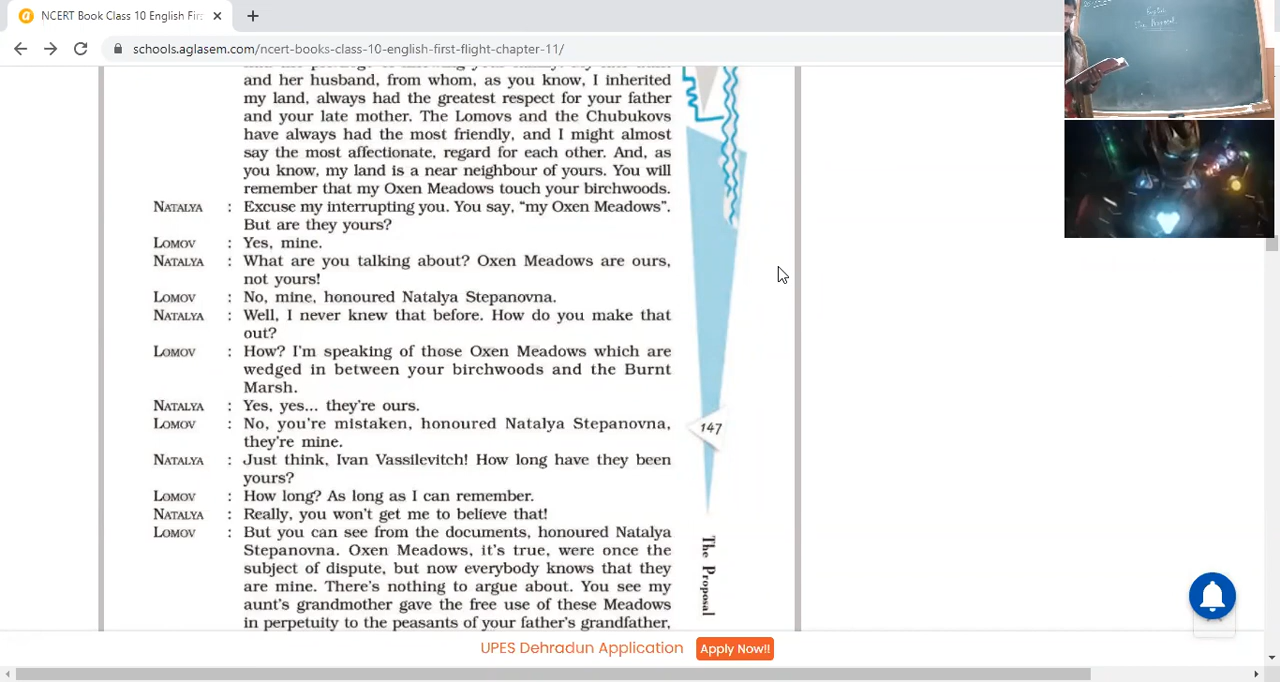 NCERT Book Class 10 English Firs
schools.aglasem.com/ncert-books-class-10-english-first-flight-chapter-11/
English
The Proposal
and her husband, from whom, as you know, I inherited
my land, always had the greatest respect for your father
and your late mother. The Lomovs and the Chubukovs
have always had the most friendly, and I might almost
say the most affectionate, regard for each other. And, as
you know, my land is a near neighbour of yours. You will
remember that my Oxen Meadows touch your birchwoods.
NATALYA : Excuse my interrupting you. You say, “my Oxen Meadows”.
But are they yours?
LOMOV : Yes, mine.
NATALYA : What are you talking about? Oxen Meadows are ours,
not yours!
LOMOV : No, mine, honoured Natalya Stepanovna.
NATALYA : Well, I never knew that before. How do you make that
out?
LOMOV : How? I'm speaking of those Oxen Meadows which are
wedged in between your birchwoods and the Burnt
Marsh.
NATALYA : Yes, yes... they're ours.
LOMOV : No, you're mistaken, honoured Natalya Stepanovna,
they're mine.
NATALYA : Just think, Ivan Vassilevitch! How long have they been
yours?
LOMOV : How long? As long as I can remember.
NATALYA : Really, you won't get me to believe that!
LOMOV : But you can see from the documents, honoured Natalya
Stepanovna. Oxen Meadows, it's true, were once the
subject of dispute, but now everybody knows that they
are mine. There's nothing to argue about. You see my
aunt's grandmother gave the free use of these Meadows
in perpetuity to the peasants of your father's grandfather,
147
The Proposal
UPES Dehradun Application
Apply Now!!